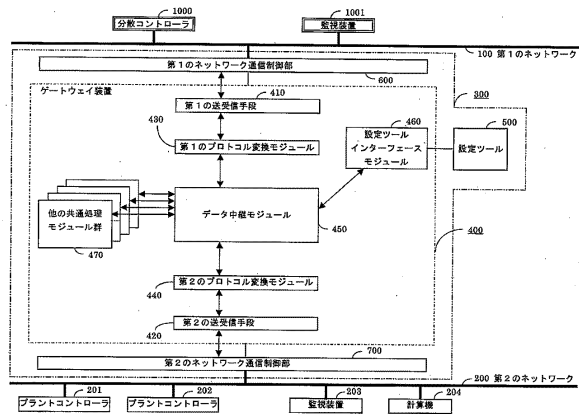 1000
1001
分散コントローラ
監視装置
100 第1のネットワーク
第1のネットワーク通信制御部
600
ゲートウェイ装置
410
300
第1の送受信手段
430
460
500
第1のプロトコル変換モジュール
設定ツール
インターフェース
モジュール
設定ツール
他の共通処理
モジュール群
データ中継モジュール
450
470
400
第2のプロトコル変換モジュール
440
第2の送受信手段
420
700
第2のネットワーク通信制御部
200 第2のネットワーク
201
202
203
204
プラントコントローラ
プラントコントローラ
監視装置
計算機